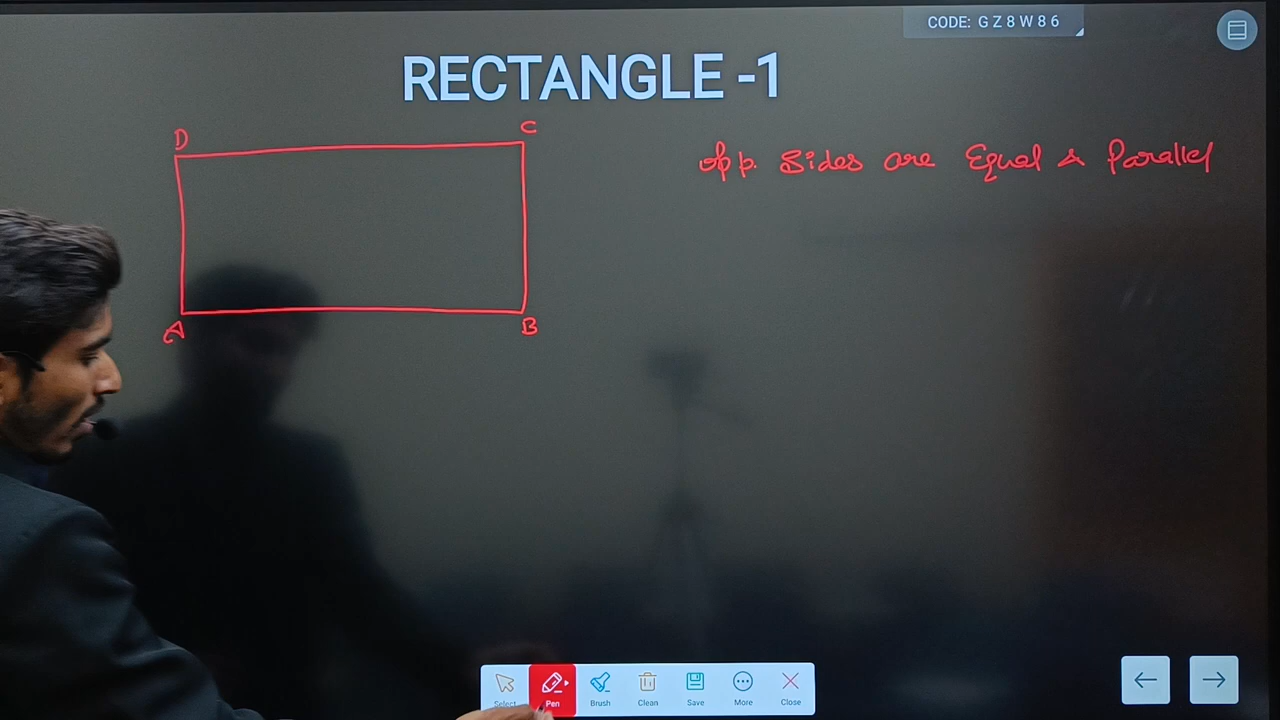 CODE: G Z 8 W 8 6
RECTANGLE -1
D
C
opp. Sides are Equal & Parallel
A
B
Select
Pen
Brush
Clean
Save
More
Close